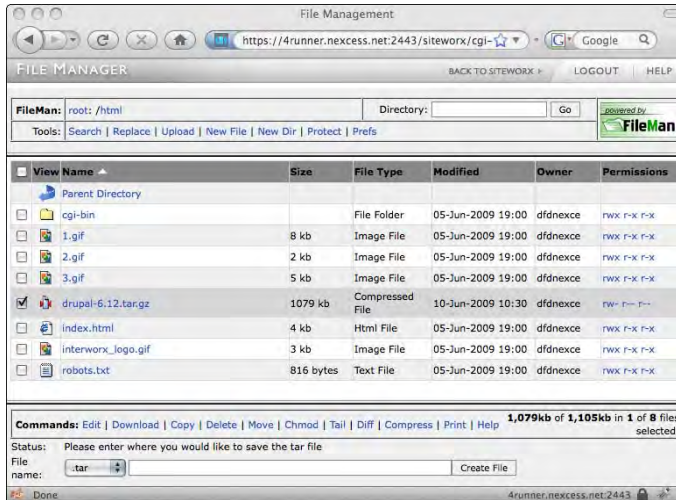 File Management
https://4runner.nexcess.net:2443/siteworx/cgi-
Google
FILE MANAGER
BACK TO SITEWORX
LOGOUT | HELP
FileMan: root: /html
Directory:
Go
powered by
FileMan
Tools: Search | Replace | Upload | New File | New Dir | Protect | Prefs
View Name Size File Type Modified Owner Permissions
Parent Directory
cgi-bin File Folder 05-Jun-2009 19:00 dfdnexce rwx r-x r-x
1.gif 8 kb Image File 05-Jun-2009 19:00 dfdnexce rwx r-x r-x
2.gif 2 kb Image File 05-Jun-2009 19:00 dfdnexce rwx r-x r-x
3.gif 5 kb Image File 05-Jun-2009 19:00 dfdnexce rwx r-x r-x
drupal-6.12.tar.gz 1079 kb Compressed File 10-Jun-2009 10:30 dfdnexce rw- r-- r--
index.html 4 kb Html File 05-Jun-2009 19:00 dfdnexce rwx r-x r-x
interworx_logo.gif 3 kb Image File 05-Jun-2009 19:00 dfdnexce rwx r-x r-x
robots.txt 816 bytes Text File 05-Jun-2009 19:00 dfdnexce rwx r-x r-x
Commands: Edit | Download | Copy | Delete | Move | Chmod | Tail | Diff | Compress | Print | Help
1,079kb of 1,105kb in 1 of 8 files
selected
Status: Please enter where you would like to save the tar file
File name: .tar Create File
Done
4runner.nexcess.net:2443